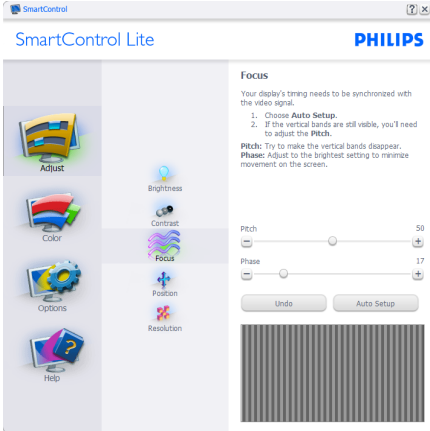 SmartControl
SmartControl Lite
PHILIPS
Adjust
Color
Options
Help
Brightness
Contrast
Focus
Position
Resolution
Focus
Your display's timing needs to be synchronized with
the video signal.
1. Choose Auto Setup.
2. If the vertical bands are still visible, you'll need
to adjust the Pitch.
Pitch: Try to make the vertical bands disappear.
Phase: Adjust to the brightest setting to minimize
movement on the screen.
Pitch 50
Phase 17
Undo Auto Setup